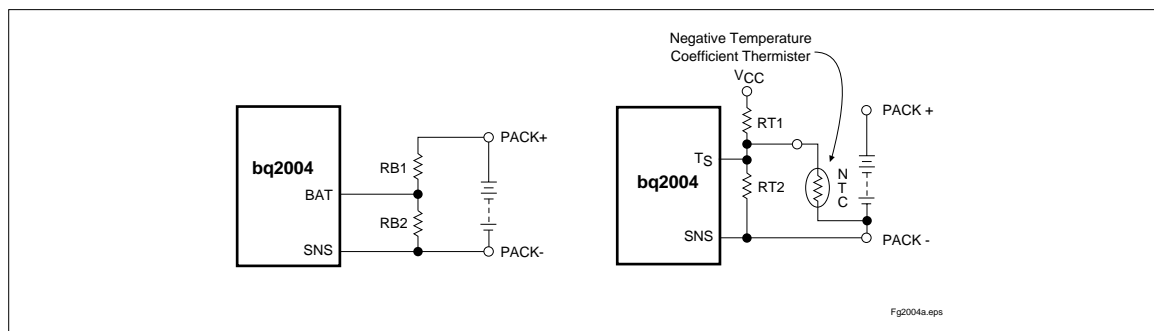 Negative Temperature
Coefficient Thermister
VCC
PACK+
RB1
bq2004
BAT
RB2
SNS
PACK-
PACK +
RT1
TS
bq2004
RT2
N
T
C
SNS
PACK -
Fg2004a.eps